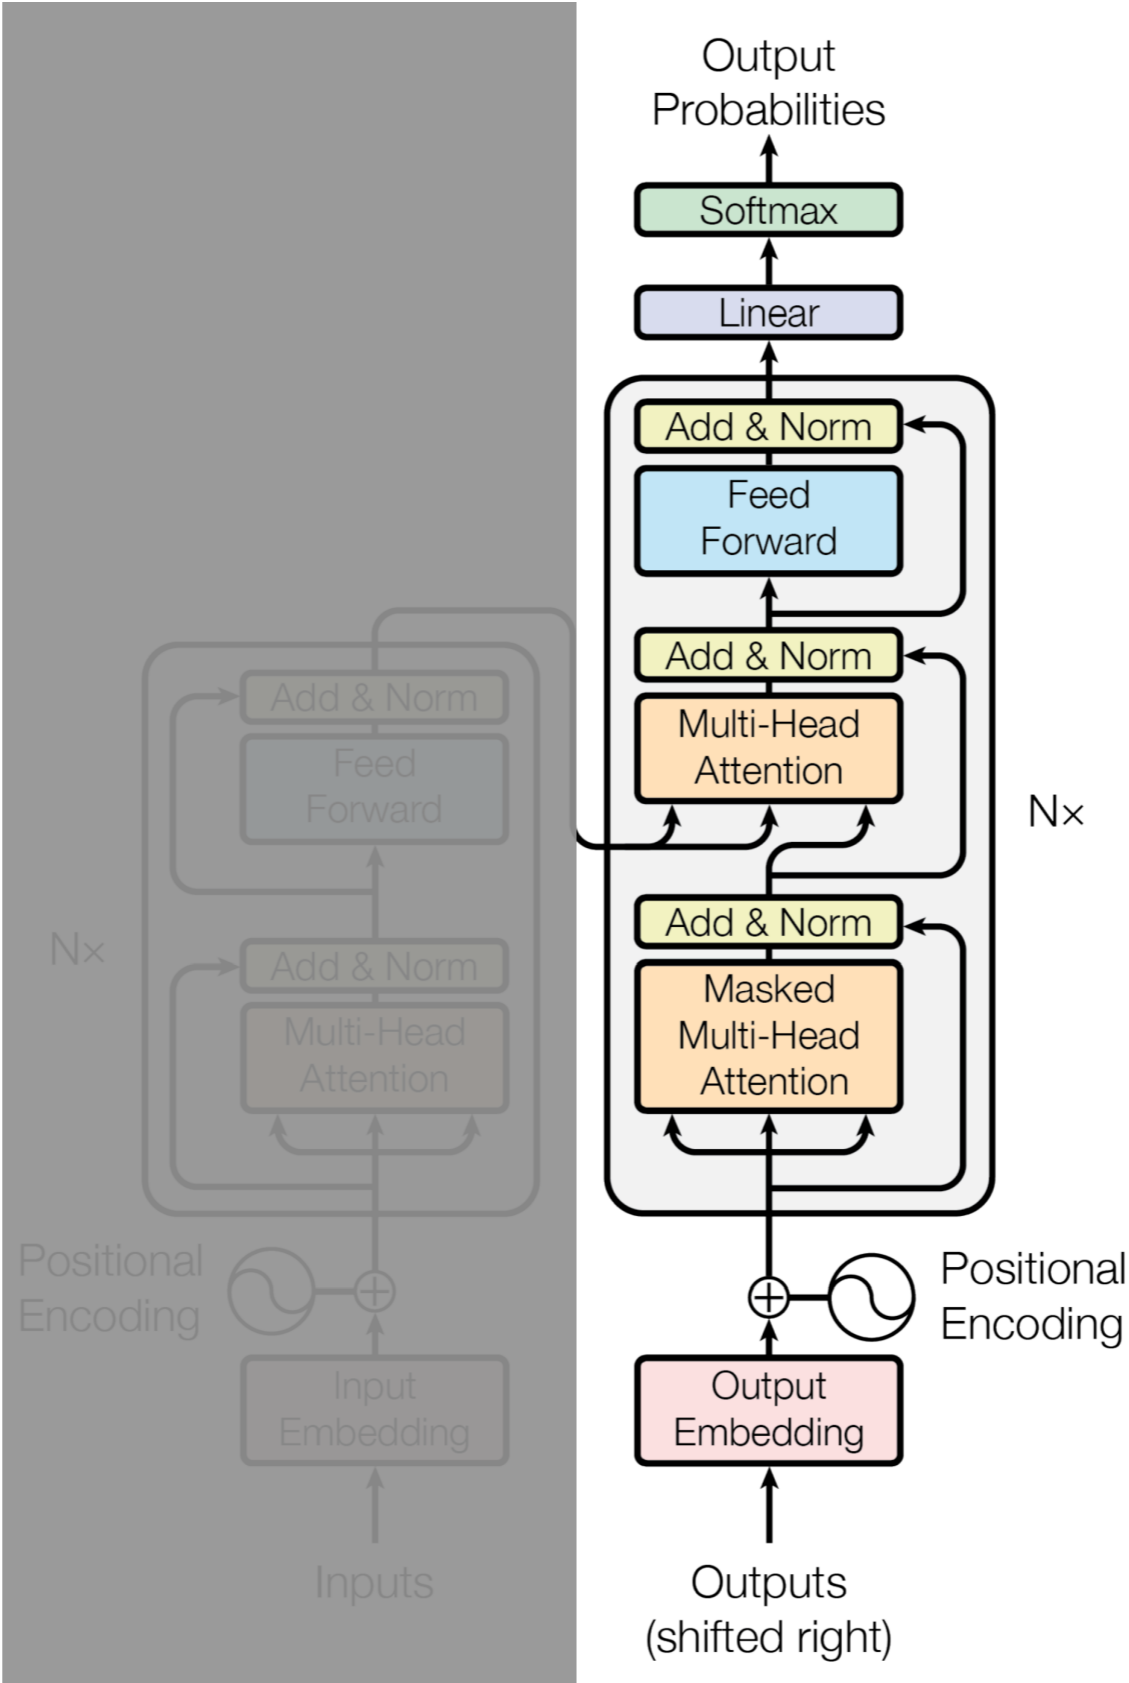 Output
Probabilities
Softmax
Linear
Add & Norm
Feed
Forward
Add & Norm
Multi-Head
Attention
Nx
Add & Norm
Masked
Multi-Head
Attention
Positional
Encoding
Output
Embedding
Outputs
(shifted right)
Add & Norm
Feed
Forward
Nx
Add & Norm
Multi-Head
Attention
Positional
Encoding
Input
Embedding
Inputs